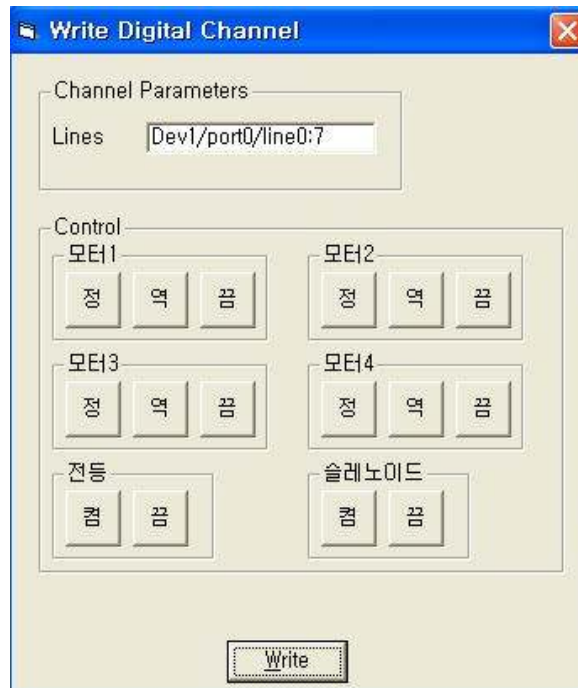 Write Digital Channel
Channel Parameters
Lines Dev1/port0/line0:7
Control
모터1 모터2
정 역 끔 정 역 끔
모터3 모터4
정 역 끔 정 역 끔
전등 슬레노이드
켬 끔 켬 끔
Write